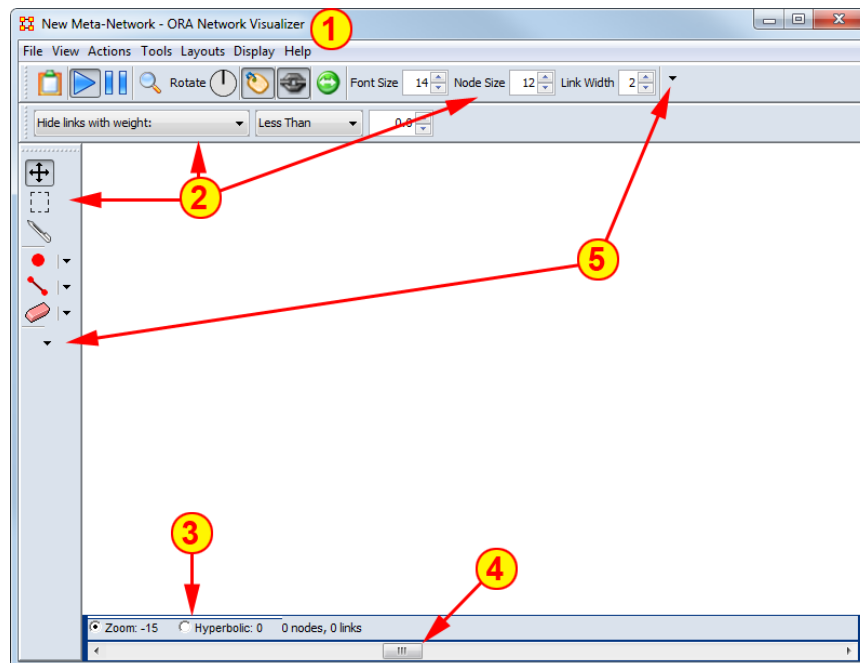 New Meta-Network - ORA Network Visualizer
1
File View Actions Tools Layouts Display Help
Rotate Font Size 14 Node Size 12 Link Width 2
Hide links with weight: Less Than 0.0
2
5
3
4
Zoom: -15 Hyperbolic: 0 0 nodes, 0 links